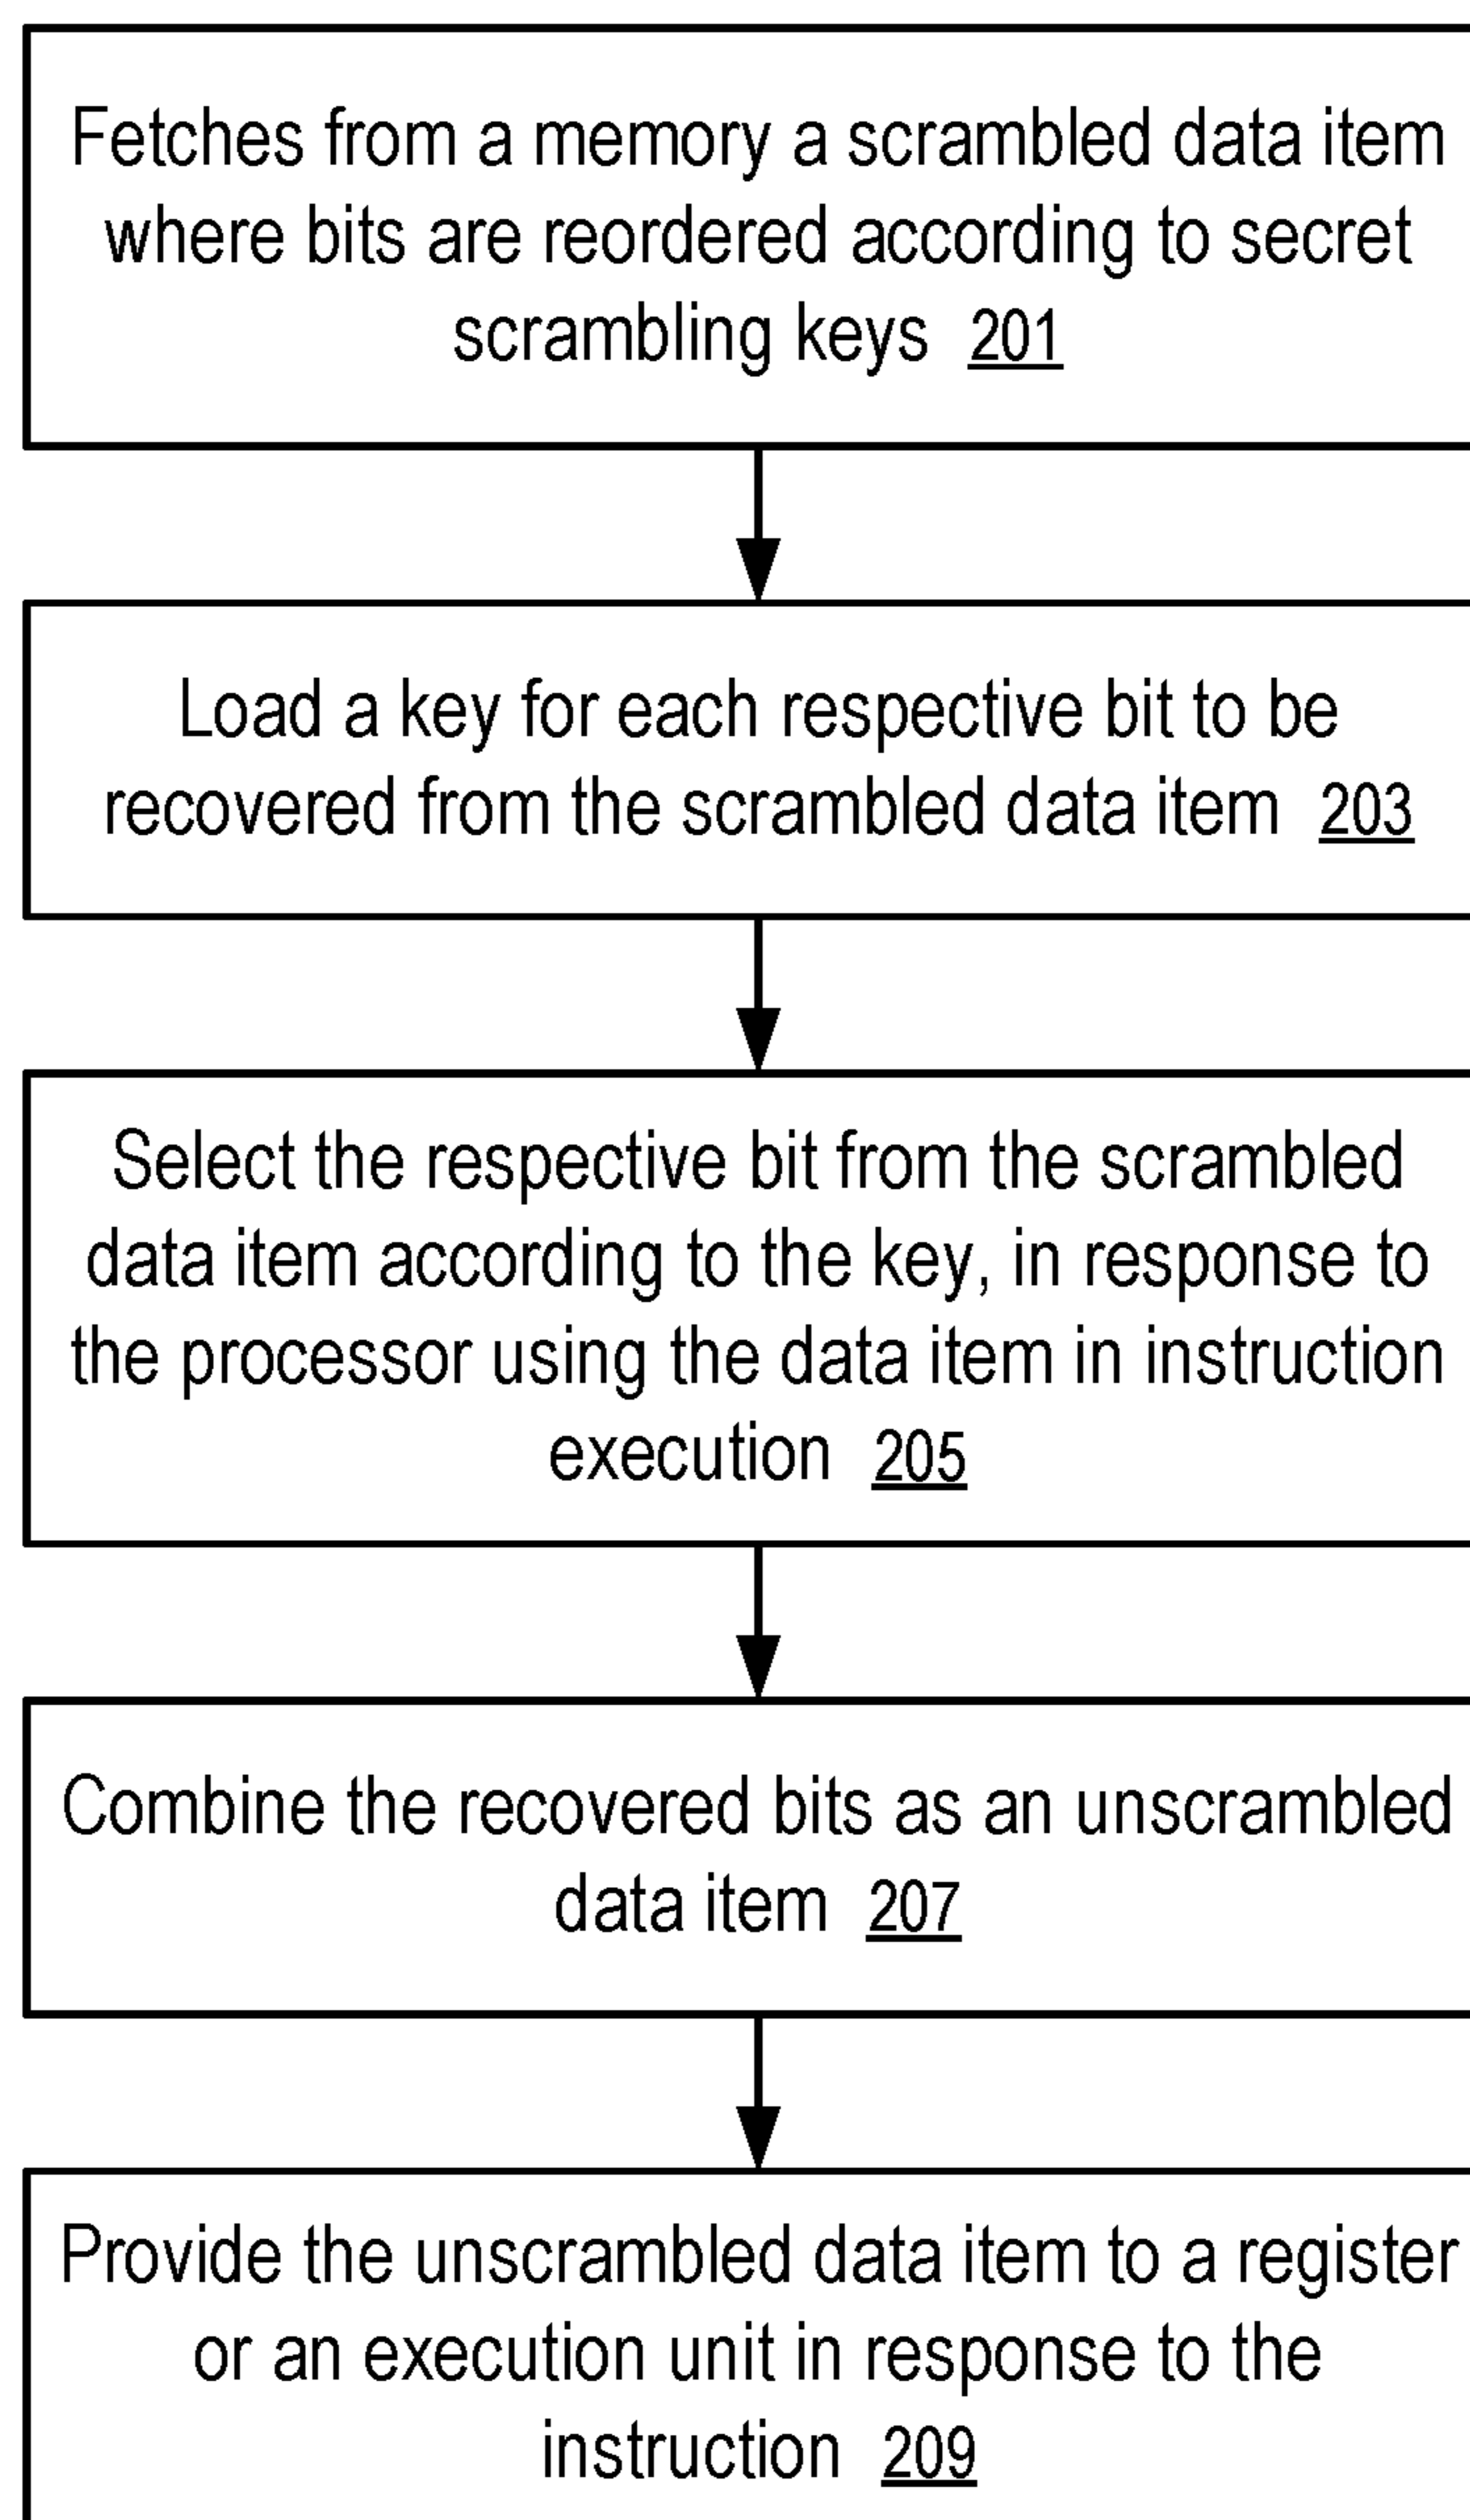 Fetches from a memory a scrambled data item
where bits are reordered according to secret
scrambling keys 201
Load a key for each respective bit to be
recovered from the scrambled data item 203
Select the respective bit from the scrambled
data item according to the key, in response to
the processor using the data item in instruction
execution 205
Combine the recovered bits as an unscrambled
data item 207
Provide the unscrambled data item to a register
or an execution unit in response to the
instruction 209